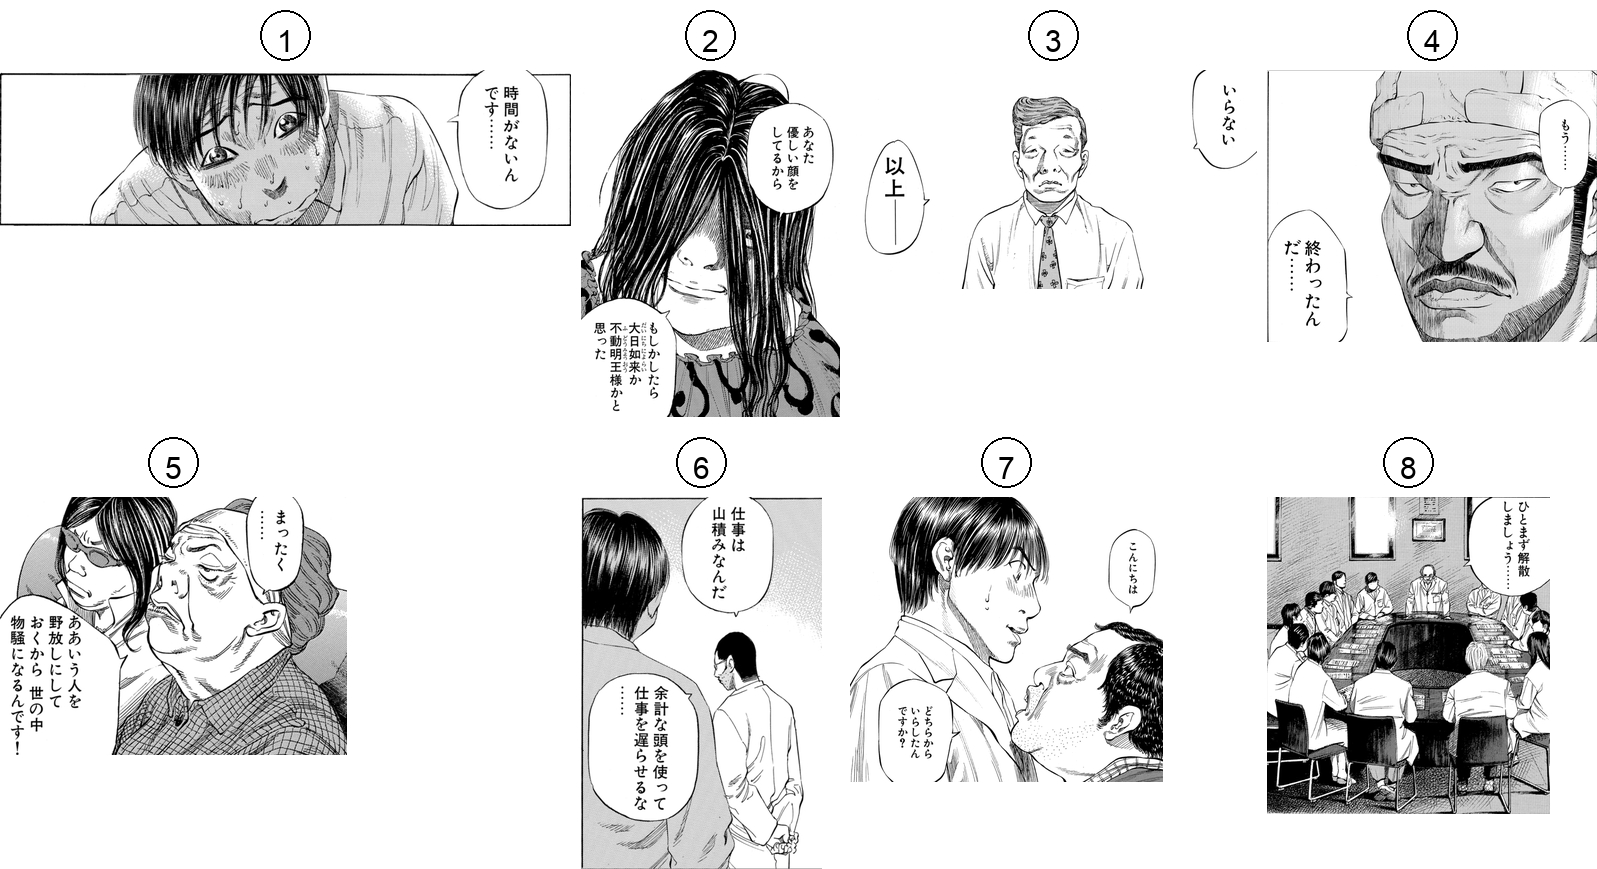 1
時間がないん
です……
2
あなた
優しい顔を
してるから
もしかしたら
大日如来か
不動明王様かと
思った
3
以上──
いらない
4
もう……
終わったん
だ……
5
まったく
……
ああいう人を
野放しにして
おくから 世の中
物騒になるんです！
6
仕事は
山積みなんだ
余計な頭を使って
仕事を遅らせるな
……
7
こんにちは
どちらから
いらしたん
ですか？
8
ひとまず解散
しましょう……